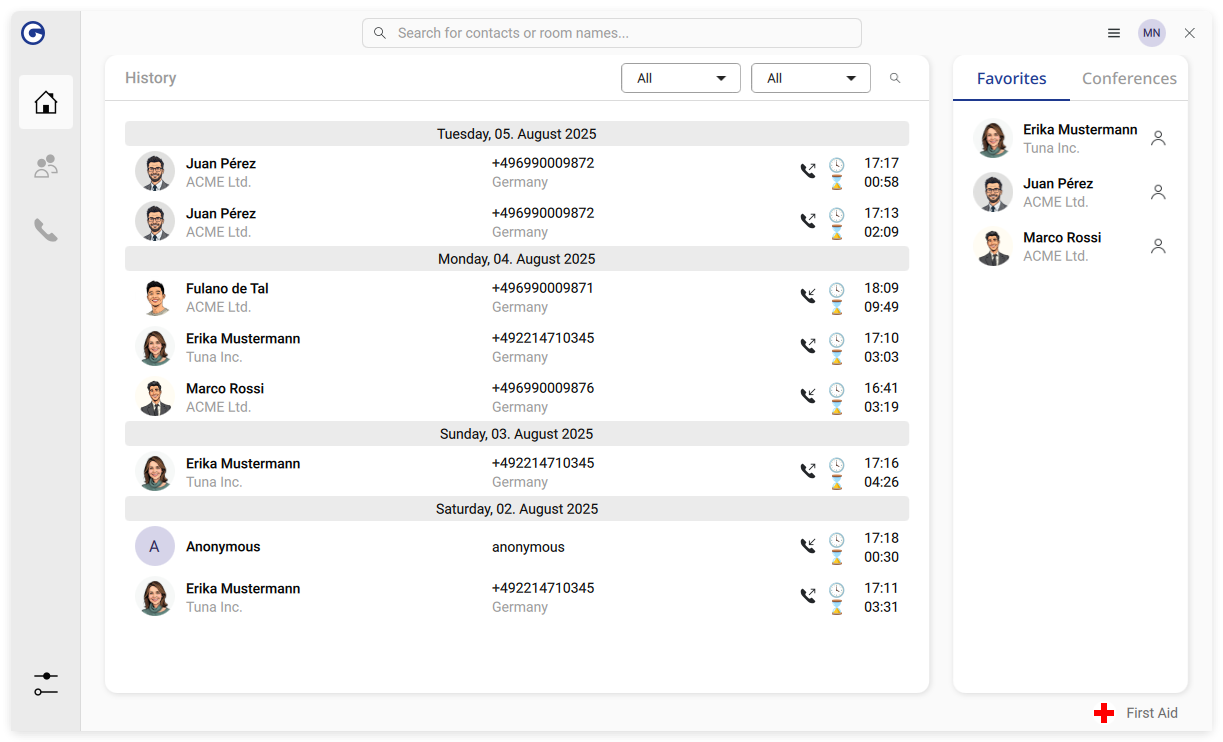 Search for contacts or room names...
MN
History
All
All
Tuesday, 05. August 2025
Juan Pérez
ACME Ltd.
+496990009872
Germany
17:17
00:58
Juan Pérez
ACME Ltd.
+496990009872
Germany
17:13
02:09
Monday, 04. August 2025
Fulano de Tal
ACME Ltd.
+496990009871
Germany
18:09
09:49
Erika Mustermann
Tuna Inc.
+492214710345
Germany
17:10
03:03
Marco Rossi
ACME Ltd.
+496990009876
Germany
16:41
03:19
Sunday, 03. August 2025
Erika Mustermann
Tuna Inc.
+492214710345
Germany
17:16
04:26
Saturday, 02. August 2025
A
Anonymous
anonymous
17:18
00:30
Erika Mustermann
Tuna Inc.
+492214710345
Germany
17:11
03:31
Favorites
Conferences
Erika Mustermann
Tuna Inc.
Juan Pérez
ACME Ltd.
Marco Rossi
ACME Ltd.
First Aid